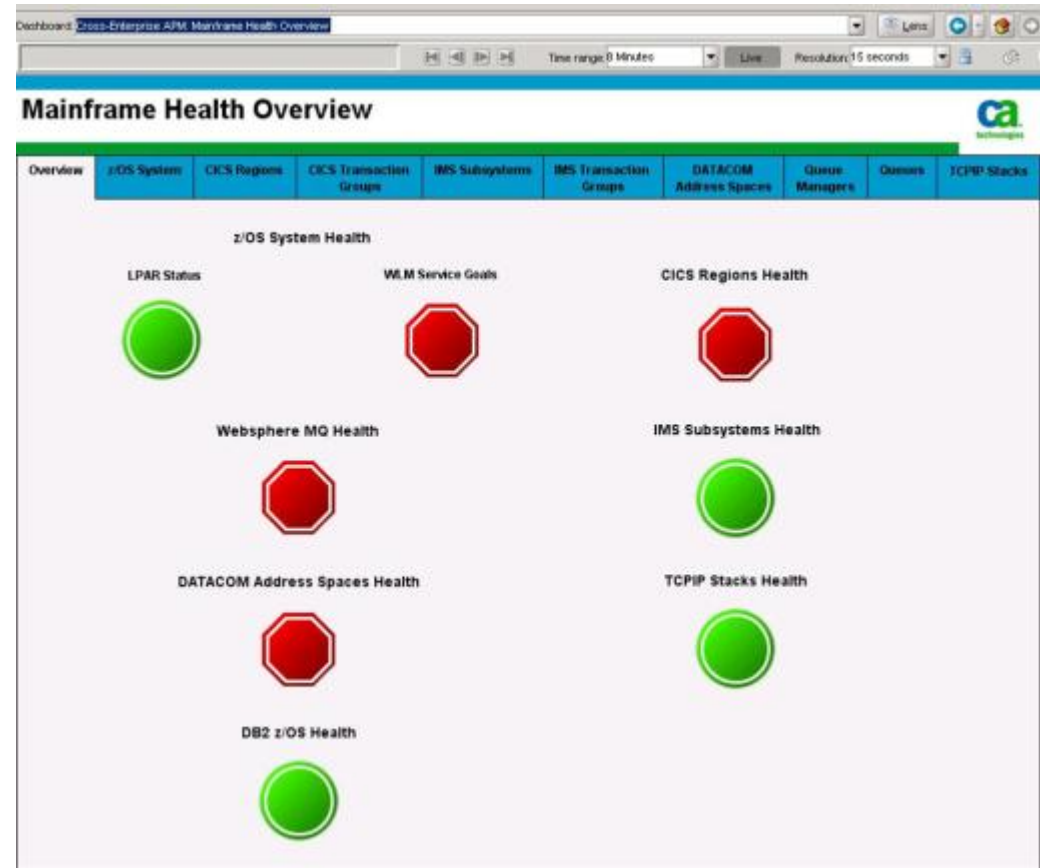 Dashboard: Cross-Enterprise APM Mainframe Health Overview
Lens
Time range: 8 Minutes
Live
Resolution: 15 seconds
Mainframe Health Overview
ca
technologies
Overview
z/OS System
CICS Regions
CICS Transaction
Groups
IMS Subsystems
IMS Transaction
Groups
DATACOM
Address Spaces
Queue
Managers
Queues
TCPIP Stacks
z/OS System Health
LPAR Status
WLM Service Goals
CICS Regions Health
Websphere MQ Health
IMS Subsystems Health
DATACOM Address Spaces Health
TCPIP Stacks Health
DB2 z/OS Health